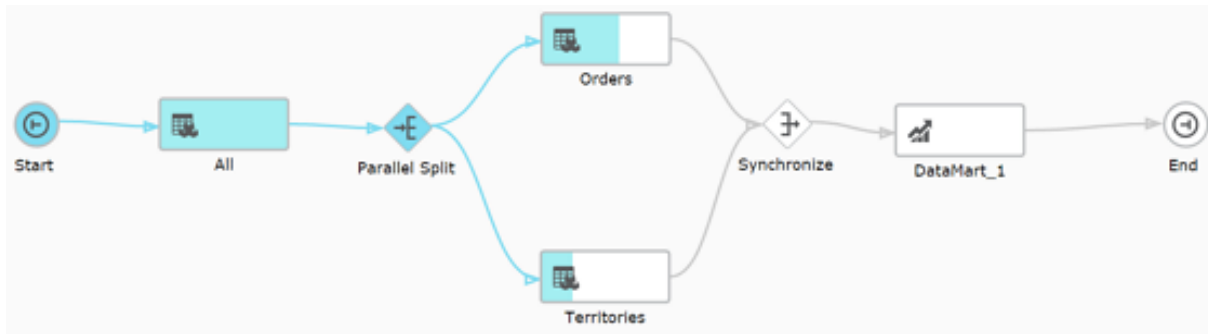 Orders
Start
All
Parallel Split
Synchronize
DataMart_1
End
Territories